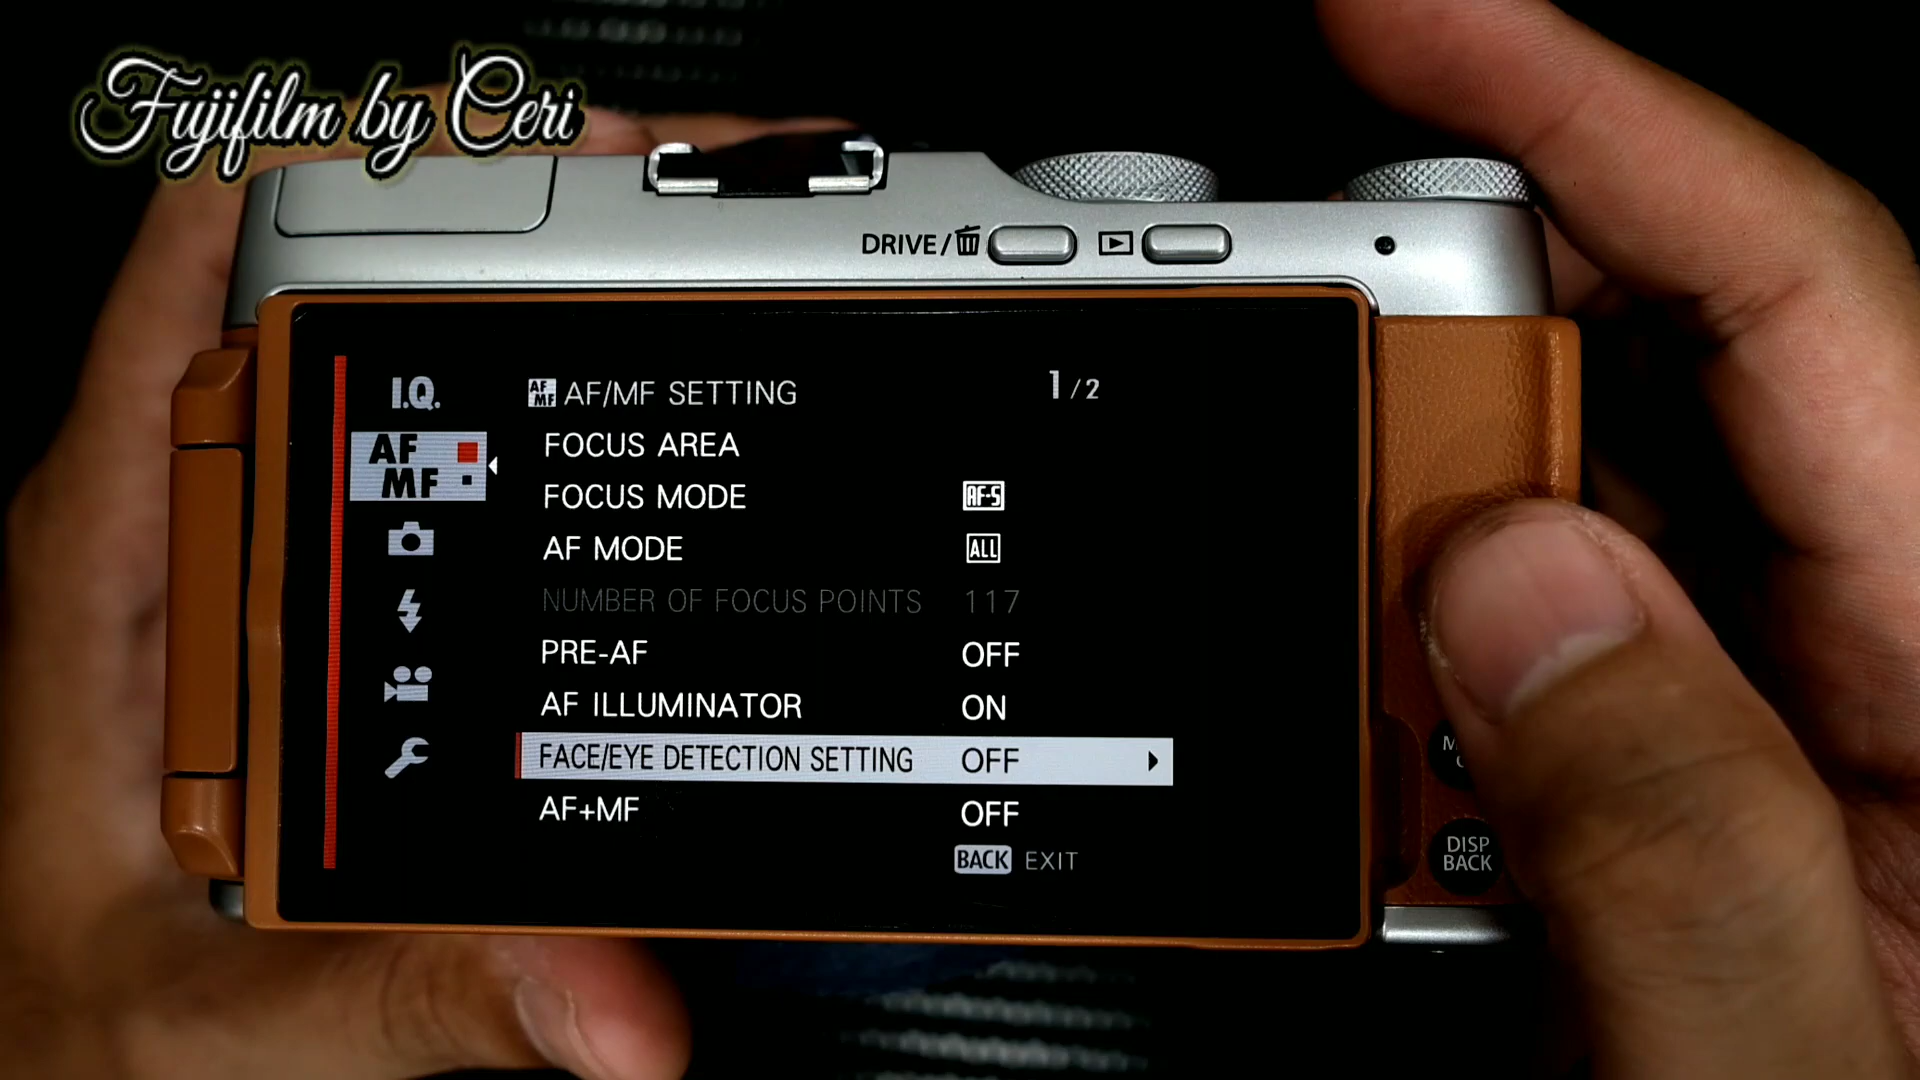 Fujifilm by Ceri
DRIVE/
I.Q.
AF
MF
AF MF AF/MF SETTING 1/2
FOCUS AREA
FOCUS MODE AF-S
AF MODE ALL
NUMBER OF FOCUS POINTS 117
PRE-AF OFF
AF ILLUMINATOR ON
FACE/EYE DETECTION SETTING OFF
AF+MF OFF
BACK EXIT
DISP
BACK